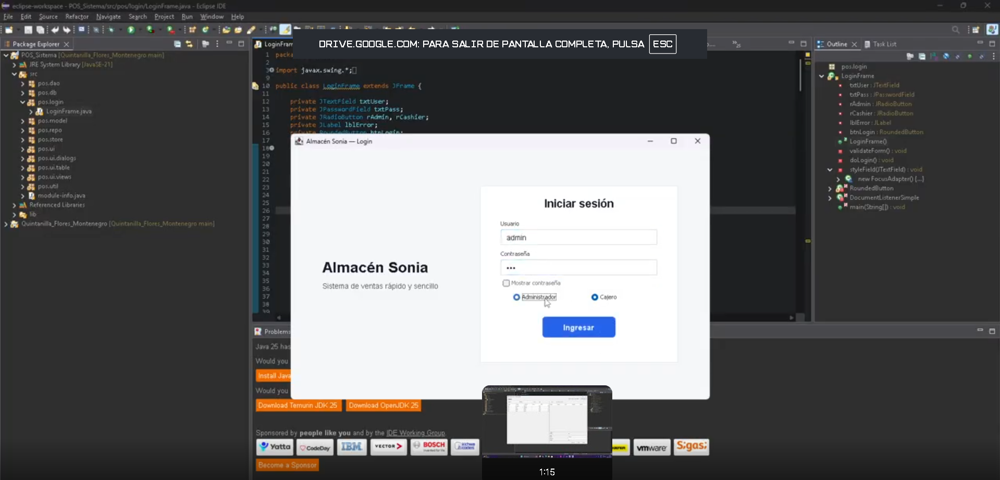 eclipse-workspace - POS_Sistema/src/pos/login/LoginFrame.java - Eclipse IDE
File Edit Source Refactor Navigate Search Project Run Window Help
DRIVE.GOOGLE.COM: PARA SALIR DE PANTALLA COMPLETA, PULSA ESC
Package Explorer
POS_Sistema [Quintanilla_Flores_Montenegro main]
JRE System Library [JavaSE-21]
src
pos.dao
pos.db
pos.login
LoginFrame.java
pos.model
pos.repo
pos.store
pos.ui
pos.ui.dialogs
pos.ui.table
pos.ui.views
pos.util
module-info.java
Referenced Libraries
lib
Quintanilla_Flores_Montenegro [Quintanilla_Flores_Montenegro main]
LoginFram
25
1 packa
2
3 import javax.swing.*;
9
10 public class LoginFrame extends JFrame {
11
12 private JTextField txtUser;
13 private JPasswordField txtPass;
14 private JRadioButton rAdmin, rCashier;
15 private JLabel lblError;
16 private RoundedButton btnLogin;
17
18
19
20
21
22
23
24
25
26
27
28
29
30
31
32
33
34
35
36
37
38
39
Almacén Sonia — Login
Almacén Sonia
Sistema de ventas rápido y sencillo
Iniciar sesión
Usuario
admin
Contraseña
•••
Mostrar contraseña
Administrador Cajero
Ingresar
Outline Task List
pos.login
LoginFrame
txtUser : JTextField
txtPass : JPasswordField
rAdmin : JRadioButton
rCashier : JRadioButton
lblError : JLabel
btnLogin : RoundedButton
LoginFrame()
validateForm() : void
doLogin() : void
styleField(JTextField) : void
new FocusAdapter() {...}
RoundedButton
DocumentListenerSimple
main(String[]) : void
Problems
Java 25 has
Would you
Install Java
Would you
Download Temurin JDK 25 Download OpenJDK 25
Sponsored by people like you and by the IDE Working Group.
Yatta CodeDay IBM VECTOR BOSCH vmware Sigasi
Become a Sponsor
1:15